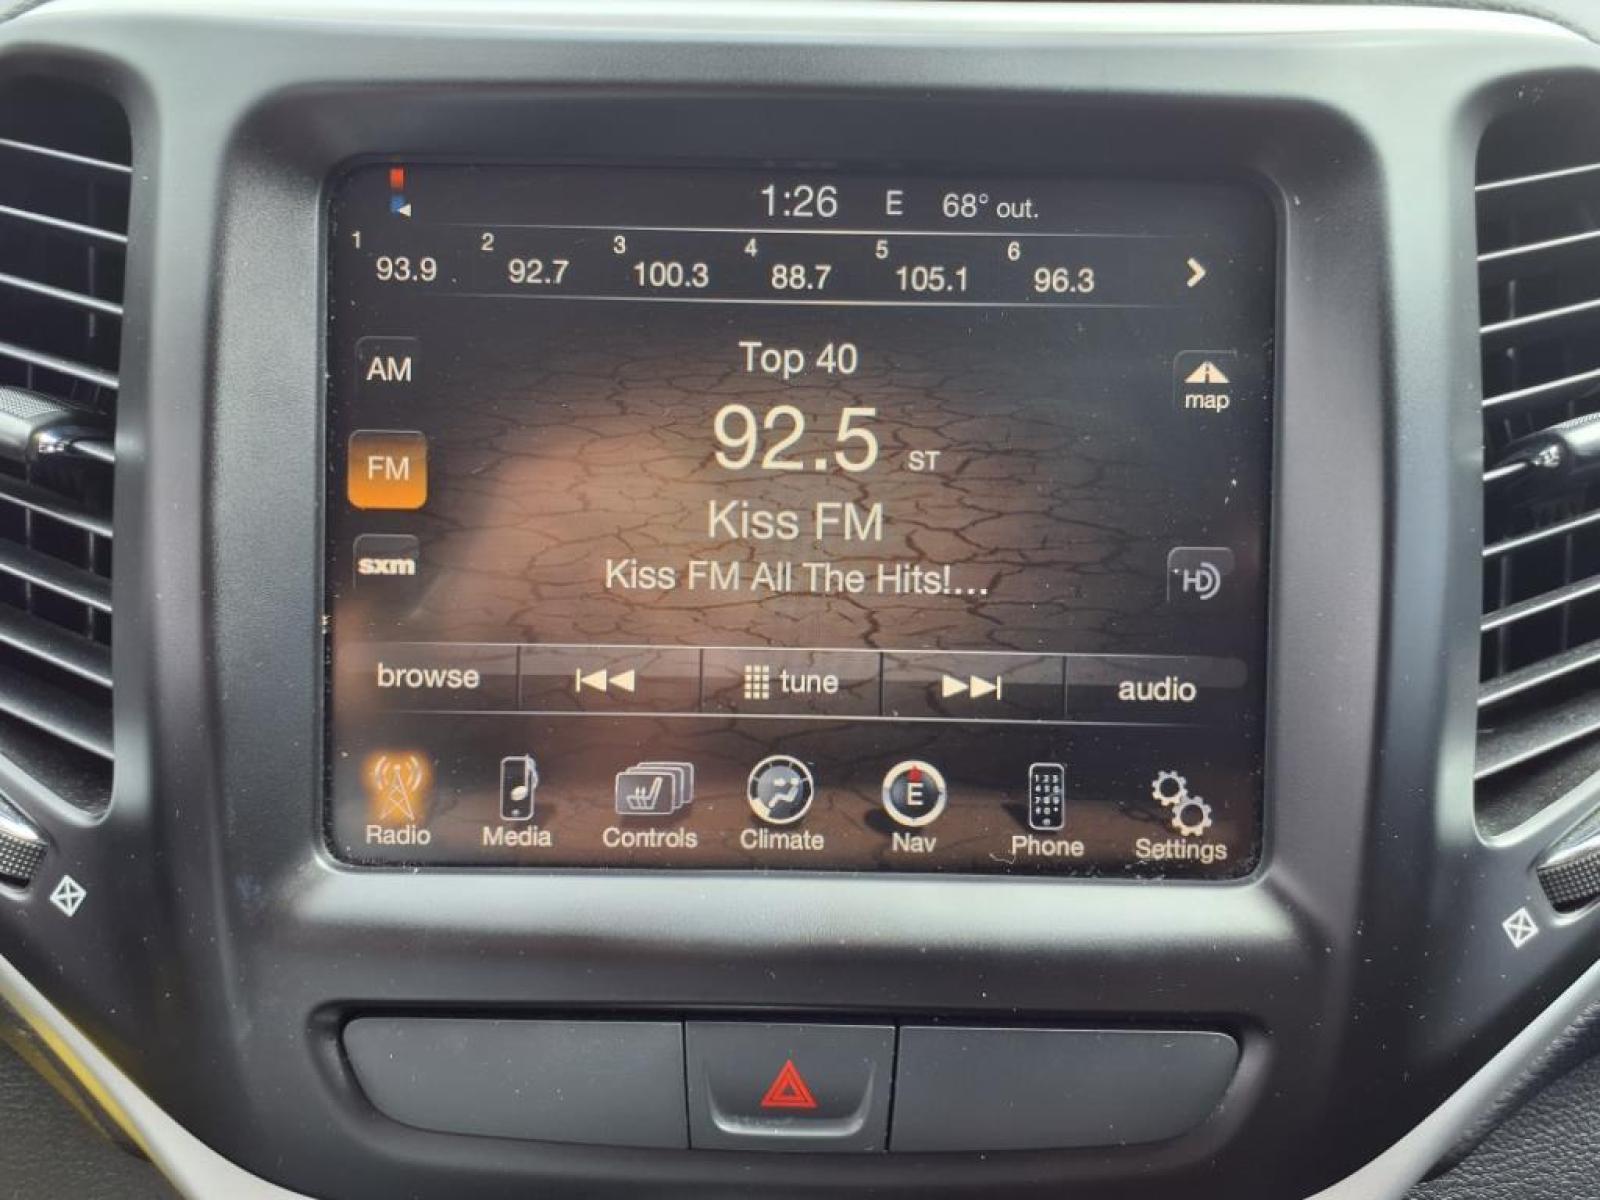 1:26 E 68° out.
1 93.9 2 92.7 3 100.3 4 88.7 5 105.1 6 96.3
AM
Top 40
map
92.5 ST
FM
Kiss FM
Kiss FM All The Hits!...
sxm
HD
browse tune audio
E
Radio Media Controls Climate Nav Phone Settings